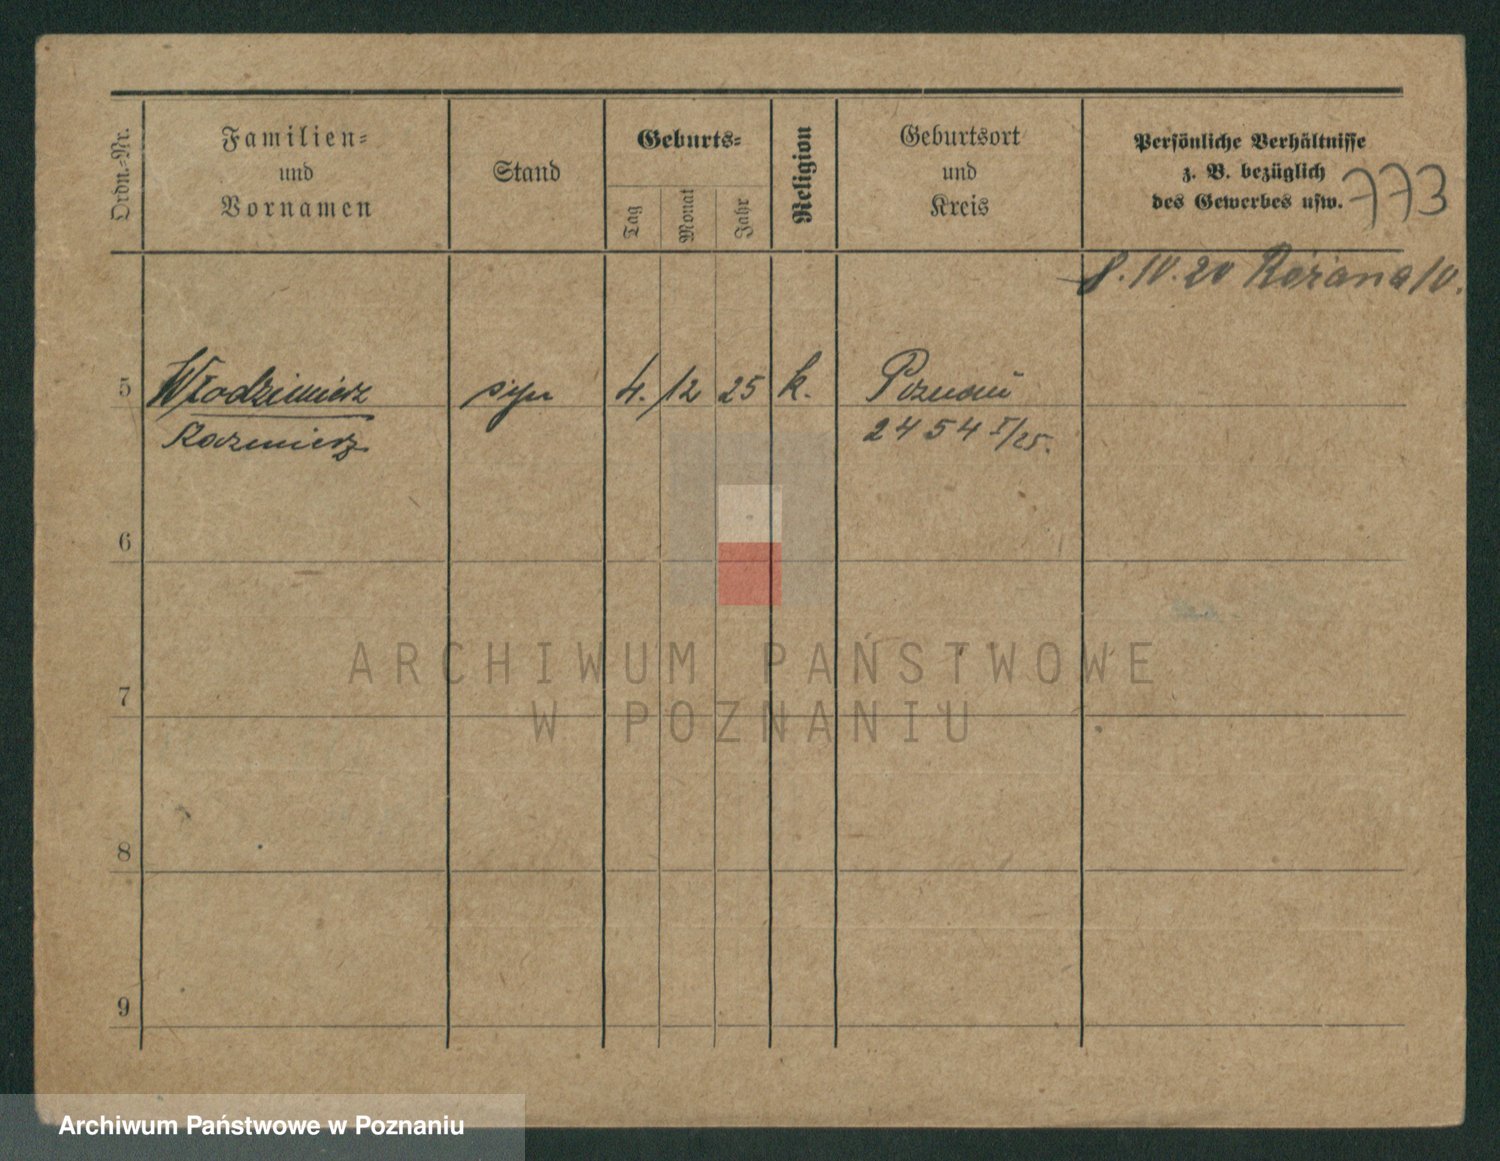 Ordn.-Nr.
Familien-
und
Vornamen
Stand
Geburts-
Tag
Monat
Jahr
Religion
Geburtsort
und
Kreis
Persönliche Verhältnisse
z. B. bezüglich
des Gewerbes usw.
773
8. IV. 20 Różana 10.
5 Włodzimierz syn 4. 12 25 k. Poznań
Kazimierz 2454 I/25.
6
7
8
9
ARCHIWUM PAŃSTWOWE
W POZNANIU
Archiwum Państwowe w Poznaniu